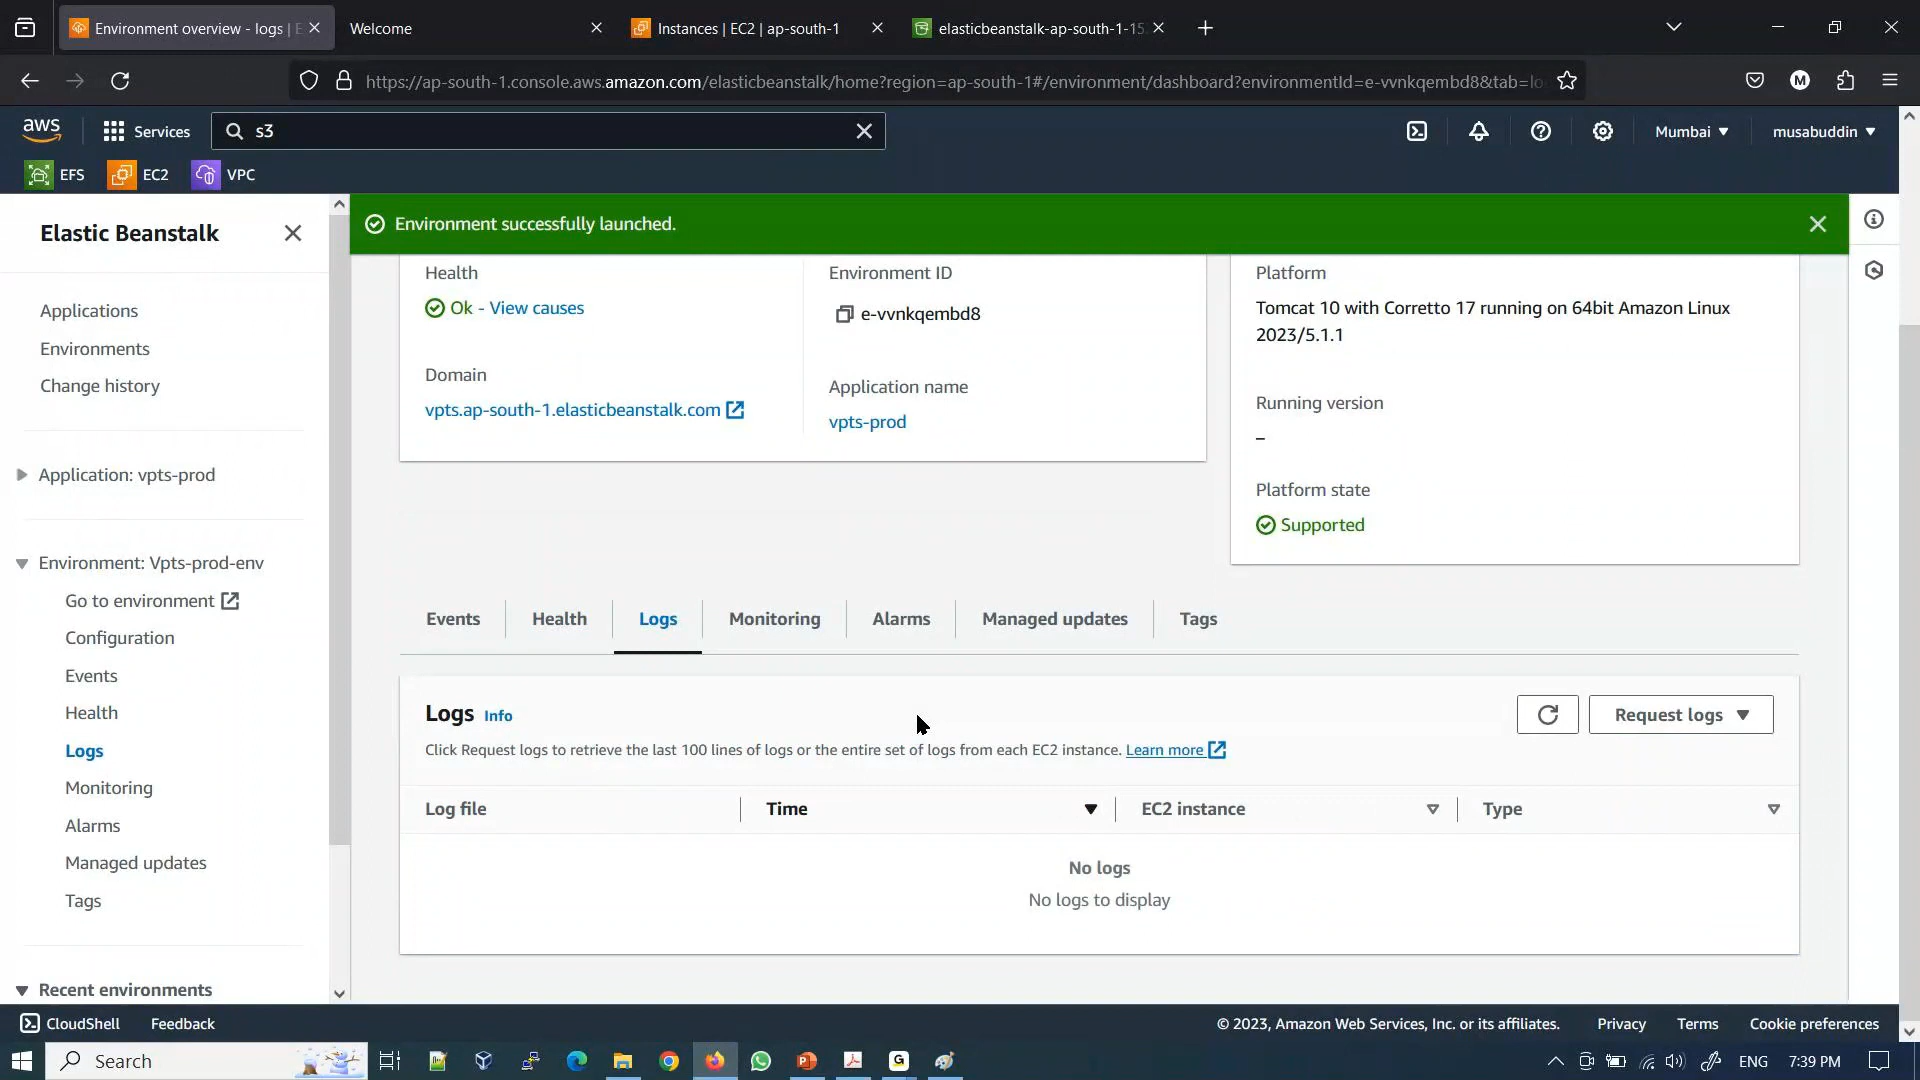 Environment overview - logs | E
Welcome
Instances | EC2 | ap-south-1
elasticbeanstalk-ap-south-1-15
https://ap-south-1.console.aws.amazon.com/elasticbeanstalk/home?region=ap-south-1#/environment/dashboard?environmentId=e-vvnkqembd8&tab=lo
M
aws
Services
s3
Mumbai
musabuddin
EFS
EC2
VPC
Elastic Beanstalk
Applications
Environments
Change history
Application: vpts-prod
Environment: Vpts-prod-env
Go to environment
Configuration
Events
Health
Logs
Monitoring
Alarms
Managed updates
Tags
Recent environments
Environment successfully launched.
Health
Ok - View causes
Domain
vpts.ap-south-1.elasticbeanstalk.com
Environment ID
e-vvnkqembd8
Application name
vpts-prod
Platform
Tomcat 10 with Corretto 17 running on 64bit Amazon Linux
2023/5.1.1
Running version
–
Platform state
Supported
Events Health Logs Monitoring Alarms Managed updates Tags
Logs Info
Request logs
Click Request logs to retrieve the last 100 lines of logs or the entire set of logs from each EC2 instance. Learn more
Log file Time EC2 instance Type
No logs
No logs to display
CloudShell Feedback
© 2023, Amazon Web Services, Inc. or its affiliates. Privacy Terms Cookie preferences
Search
G
ENG
7:39 PM